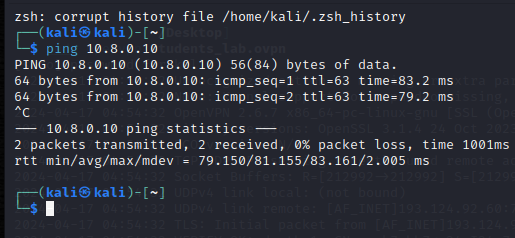 zsh: corrupt history file /home/kali/.zsh_history
┌──(kali㉿kali)-[~]
└─$ ping 10.8.0.10
PING 10.8.0.10 (10.8.0.10) 56(84) bytes of data.
64 bytes from 10.8.0.10: icmp_seq=1 ttl=63 time=83.2 ms
64 bytes from 10.8.0.10: icmp_seq=2 ttl=63 time=79.2 ms
^C
─── 10.8.0.10 ping statistics ───
2 packets transmitted, 2 received, 0% packet loss, time 1001ms
rtt min/avg/max/mdev = 79.150/81.155/83.161/2.005 ms
┌──(kali㉿kali)-[~]
└─$